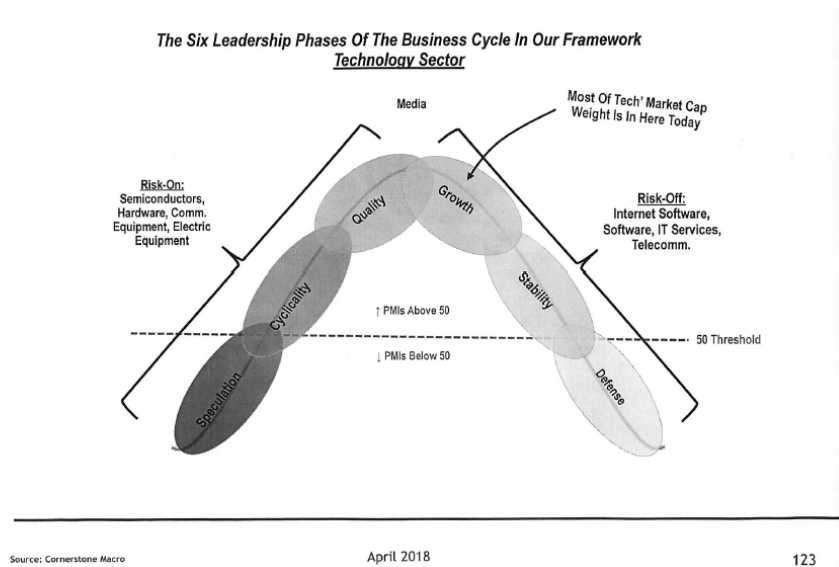 The Six Leadership Phases Of The Business Cycle In Our Framework
Technology Sector
Media
Most Of Tech' Market Cap
Weight Is In Here Today
Risk-On:
Semiconductors,
Hardware, Comm.
Equipment, Electric
Equipment
Risk-Off:
Internet Software,
Software, IT Services,
Telecomm.
Quality
Growth
Cyclicality
Stability
↑ PMIs Above 50
50 Threshold
↓ PMIs Below 50
Speculation
Defense
Source: Cornerstone Macro
April 2018
123